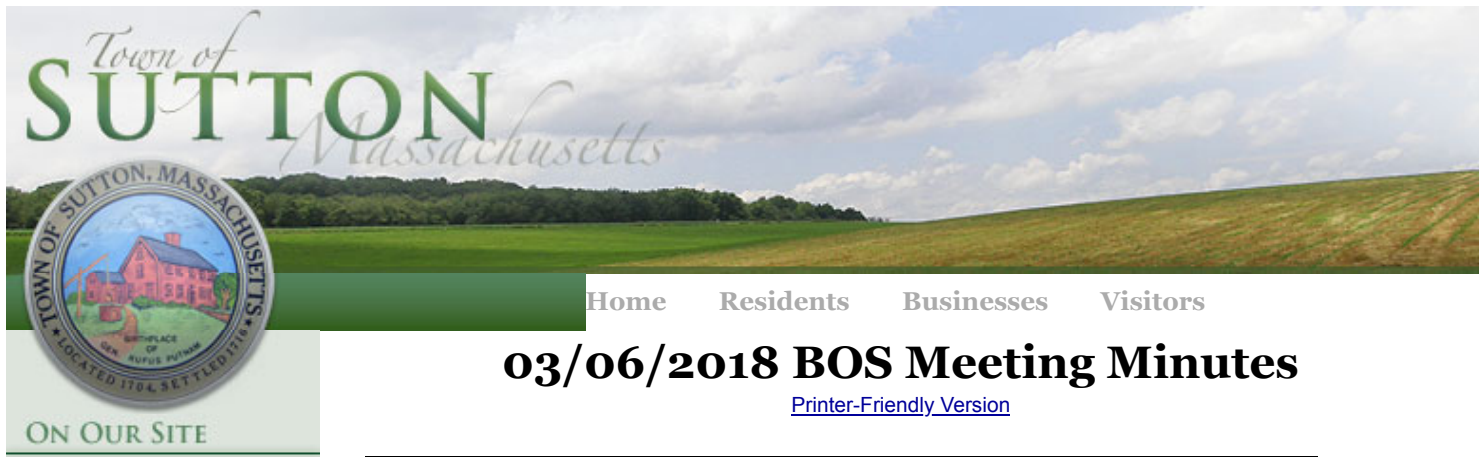 Town of
SUTTON
Massachusetts
TOWN OF SUTTON, MASSACHUSETTS
BIRTHPLACE
OF
GEN. RUFUS PUTNAM
LOCATED 1704, SETTLED 1716
Home Residents Businesses Visitors
03/06/2018 BOS Meeting Minutes
Printer-Friendly Version
ON OUR SITE